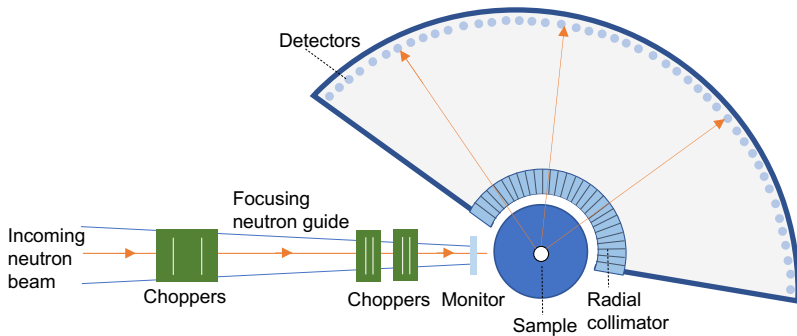 Detectors
Focusing
neutron guide
Incoming
neutron
beam
Choppers
Choppers
Monitor
Sample
Radial
collimator